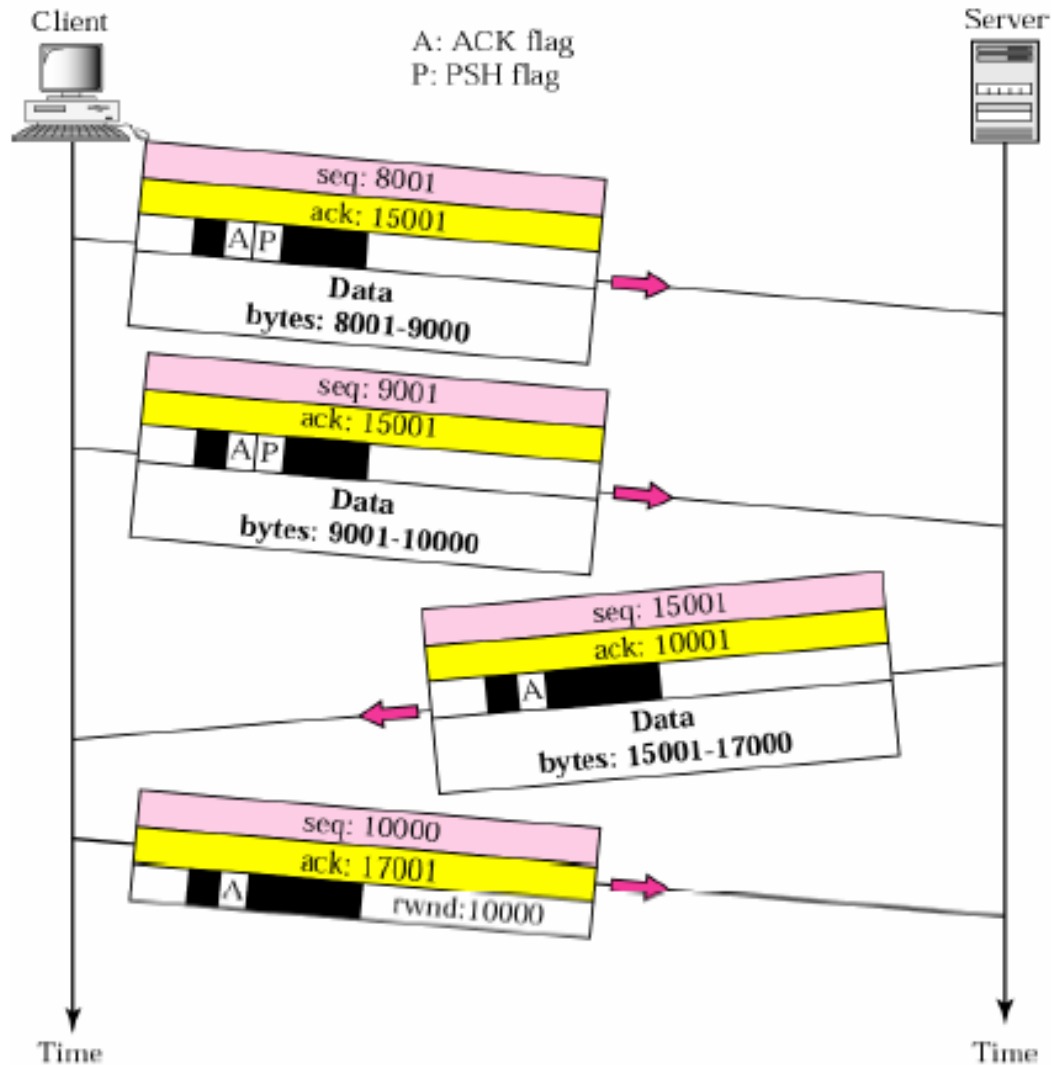 Client
Server
A: ACK flag
P: PSH flag
seq: 8001
ack: 15001
A P
Data
bytes: 8001-9000
seq: 9001
ack: 15001
A P
Data
bytes: 9001-10000
seq: 15001
ack: 10001
A
Data
bytes: 15001-17000
seq: 10000
ack: 17001
A rwnd:10000
Time
Time